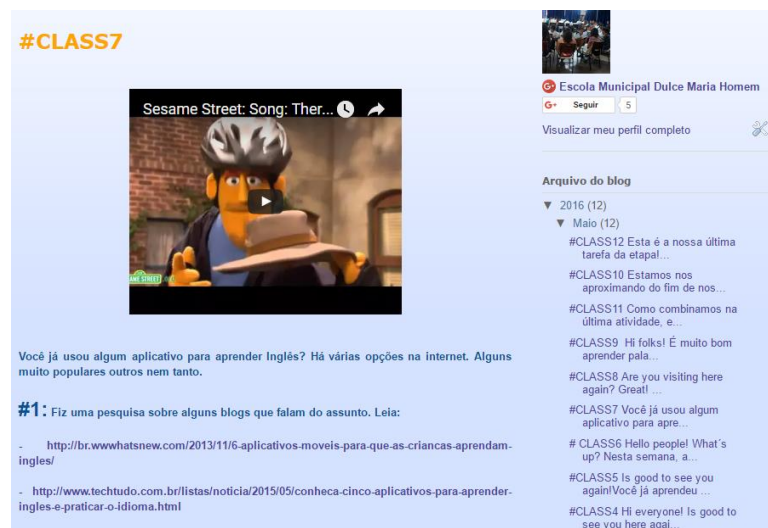 #CLASS7
Sesame Street: Song: Ther...
SESAME STREET .org
Você já usou algum aplicativo para aprender Inglês? Há várias opções na internet. Alguns
muito populares outros nem tanto.
#1: Fiz uma pesquisa sobre alguns blogs que falam do assunto. Leia:
- http://br.wwwhatsnew.com/2013/11/6-aplicativos-moveis-para-que-as-criancas-aprendam-
ingles/
- http://www.techtudo.com.br/listas/noticia/2015/05/conheca-cinco-aplicativos-para-aprender-
ingles-e-praticar-o-idioma.html
G+ Escola Municipal Dulce Maria Homem
G+ Seguir 5
Visualizar meu perfil completo
Arquivo do blog
▼ 2016 (12)
▼ Maio (12)
#CLASS12 Esta é a nossa última
tarefa da etapa!...
#CLASS10 Estamos nos
aproximando do fim de nos...
#CLASS11 Como combinamos na
última atividade, e...
#CLASS9 Hi folks! É muito bom
aprender pala...
#CLASS8 Are you visiting here
again? Great! ...
#CLASS7 Você já usou algum
aplicativo para apre...
# CLASS6 Hello people! What´s
up? Nesta semana, a...
#CLASS5 Is good to see you
again!Você já aprendeu ...
#CLASS4 Hi everyone! Is good to
see you here agai...